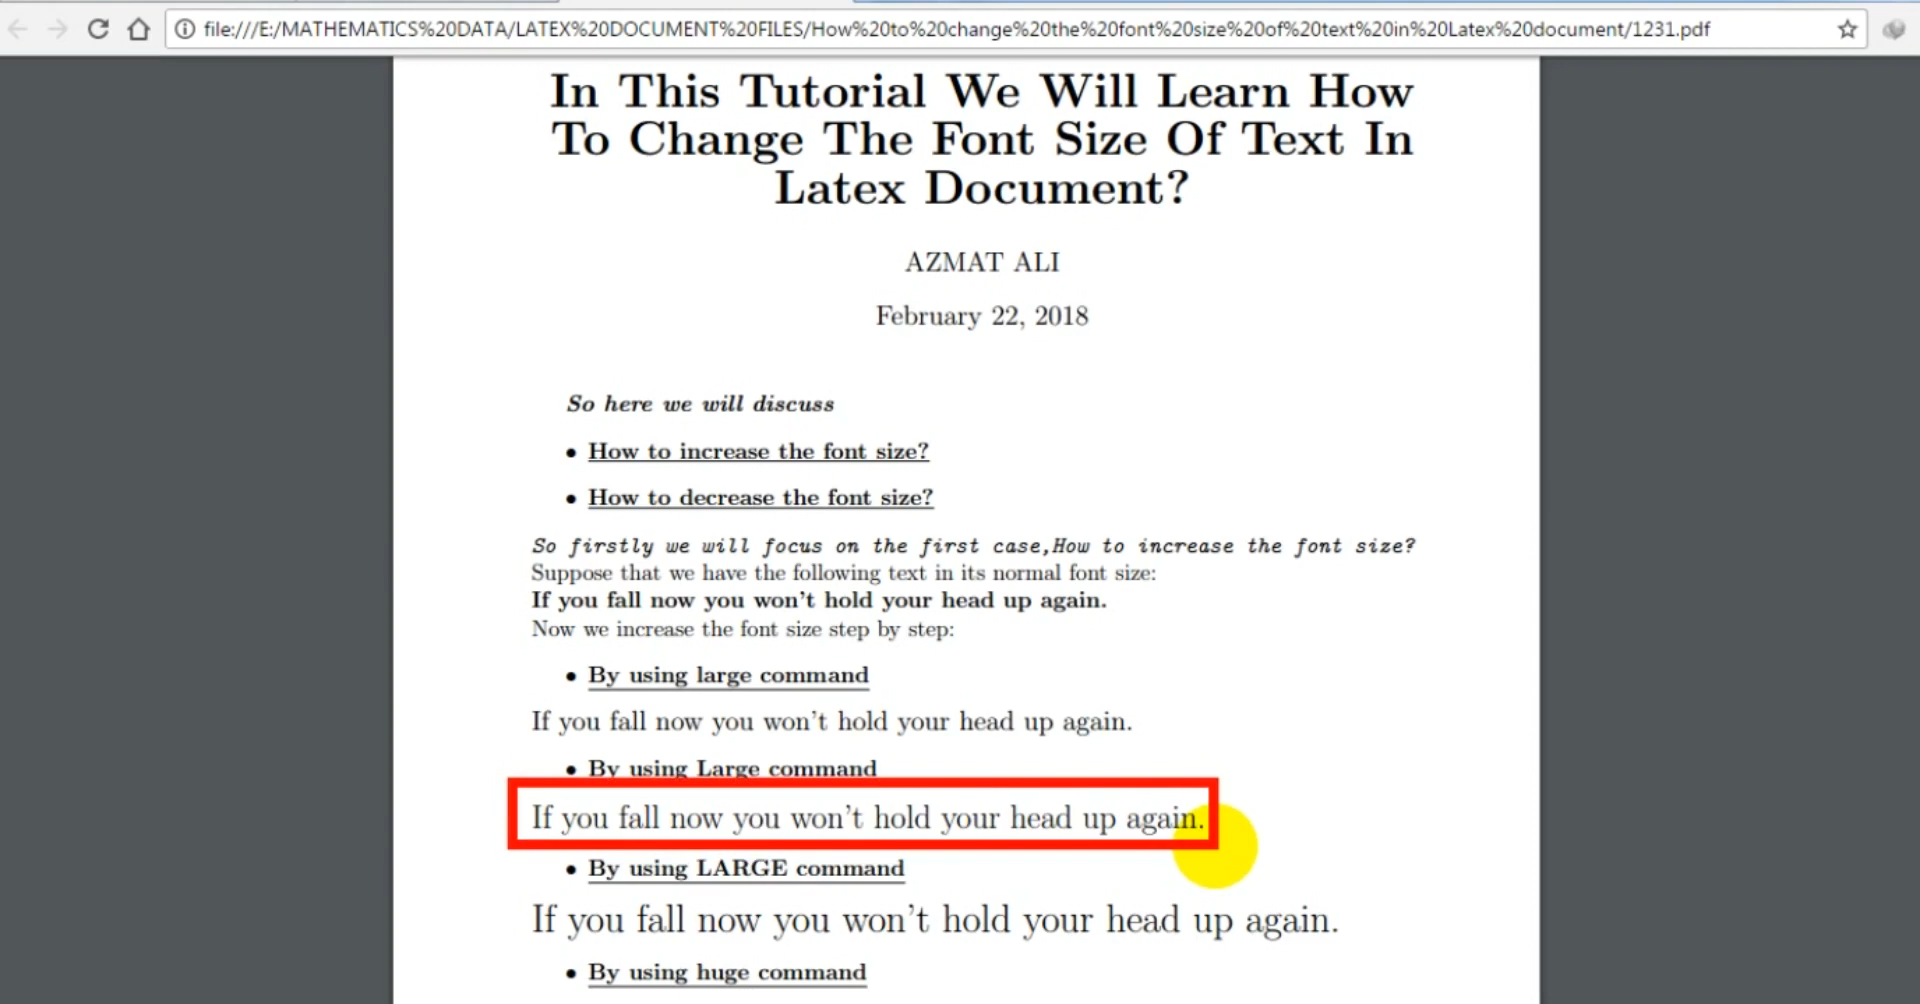 file:///E:/MATHEMATICS%20DATA/LATEX%20DOCUMENT%20FILES/How%20to%20change%20the%20font%20size%20of%20text%20in%20Latex%20document/1231.pdf
In This Tutorial We Will Learn How
To Change The Font Size Of Text In
Latex Document?
AZMAT ALI
February 22, 2018
So here we will discuss
• How to increase the font size?
• How to decrease the font size?
So firstly we will focus on the first case,How to increase the font size?
Suppose that we have the following text in its normal font size:
If you fall now you won't hold your head up again.
Now we increase the font size step by step:
• By using large command
If you fall now you won't hold your head up again.
• By using Large command
If you fall now you won't hold your head up again.
• By using LARGE command
If you fall now you won't hold your head up again.
• By using huge command